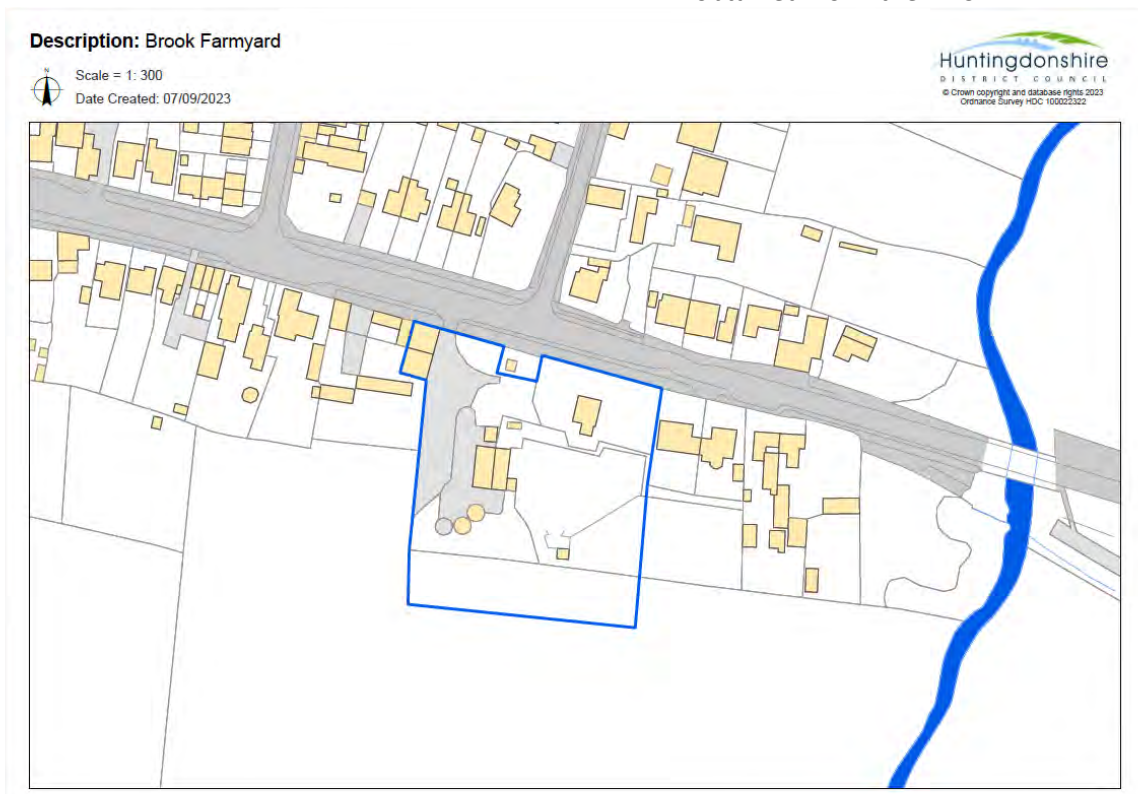 Description: Brook Farmyard
N
Scale = 1: 300
Date Created: 07/09/2023
Huntingdonshire
DISTRICT COUNCIL
© Crown copyright and database rights 2023
Ordnance Survey HDC 100022322